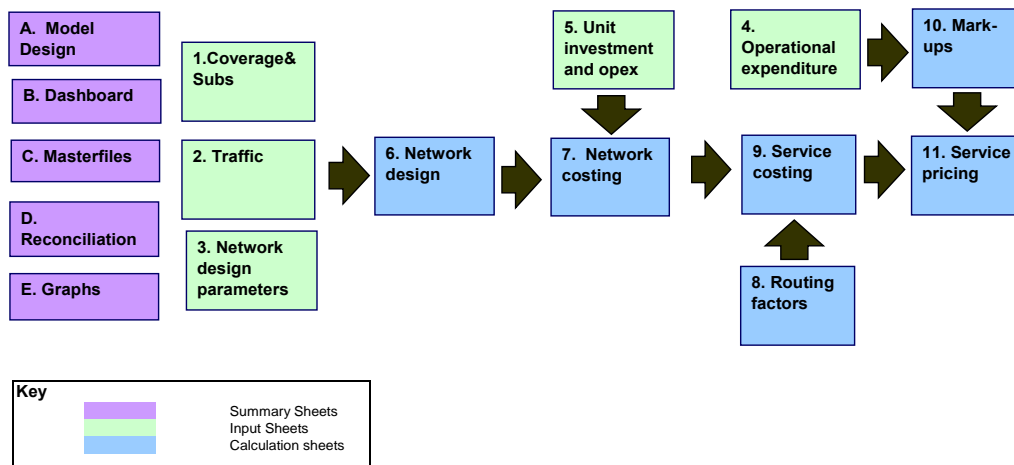 A. Model
Design
B. Dashboard
C. Masterfiles
D.
Reconciliation
E. Graphs
1.Coverage&
Subs
2. Traffic
3. Network
design
parameters
6. Network
design
5. Unit
investment
and opex
7. Network
costing
4.
Operational
expenditure
9. Service
costing
8. Routing
factors
10. Mark-
ups
11. Service
pricing
Key
Summary Sheets
Input Sheets
Calculation sheets